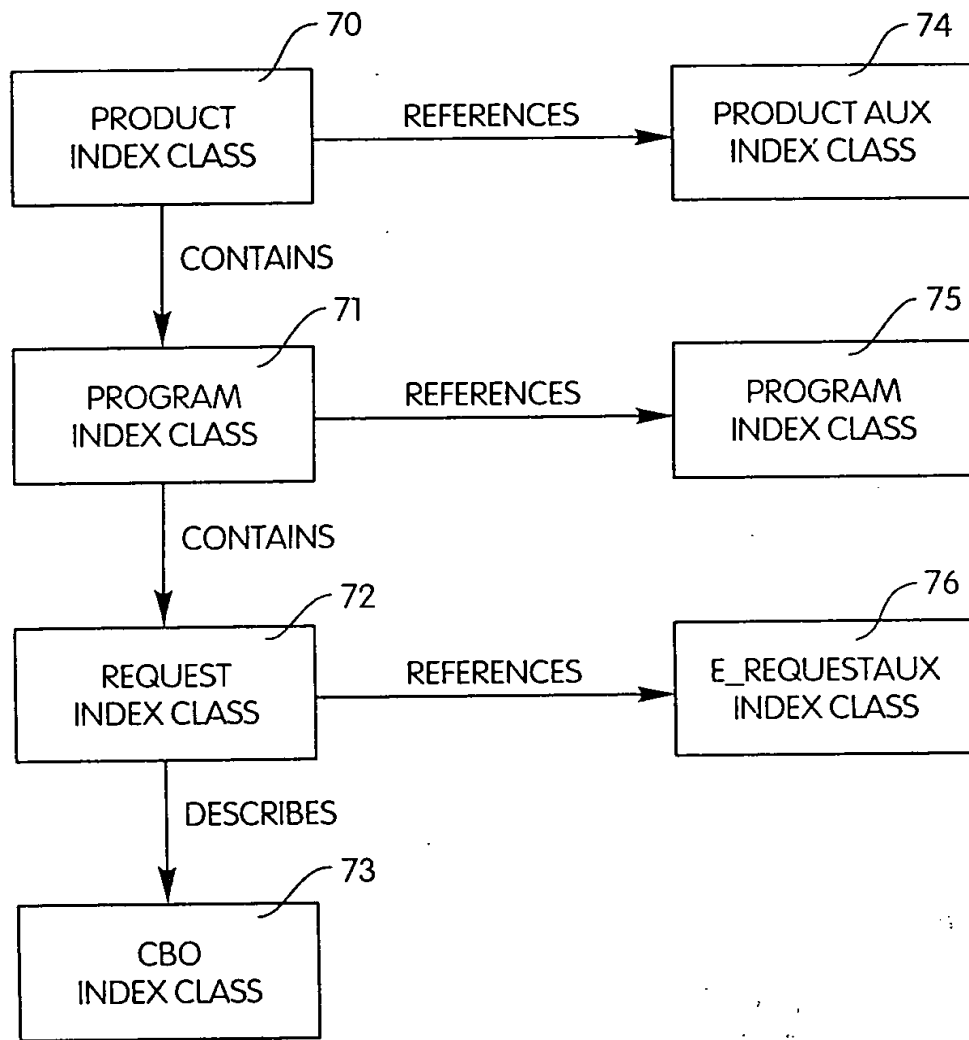 70
74
PRODUCT
INDEX CLASS
REFERENCES
PRODUCT AUX
INDEX CLASS
CONTAINS
71
75
PROGRAM
INDEX CLASS
REFERENCES
PROGRAM
INDEX CLASS
CONTAINS
72
76
REQUEST
INDEX CLASS
REFERENCES
E_REQUESTAUX
INDEX CLASS
DESCRIBES
73
CBO
INDEX CLASS